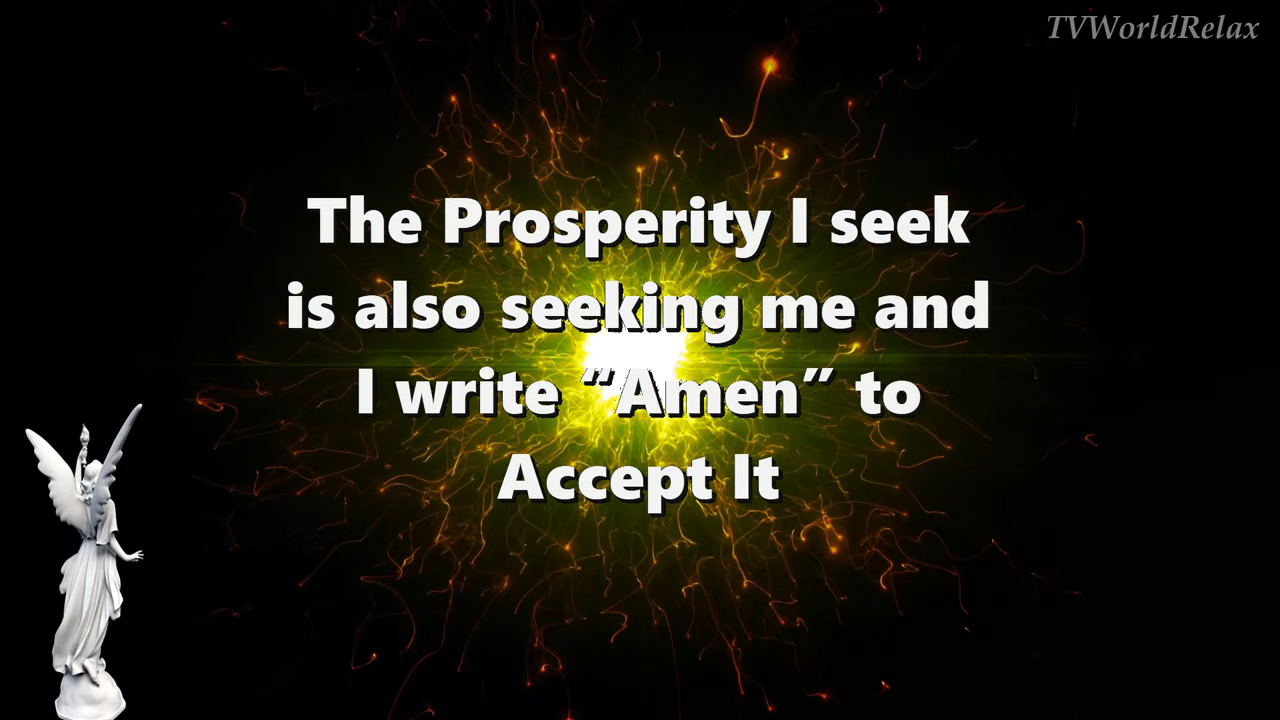 TVWorldRelax
The Prosperity I seek
is also seeking me and
I write “Amen” to
Accept It